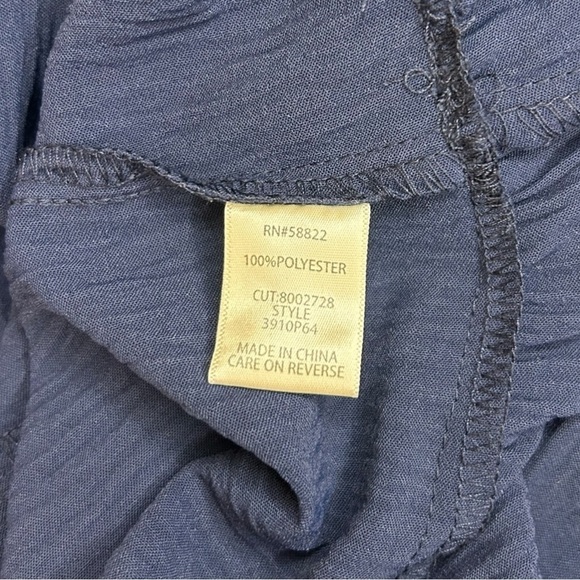 RN#58822
100%POLYESTER
CUT:8002728
STYLE
3910P64
MADE IN CHINA
CARE ON REVERSE